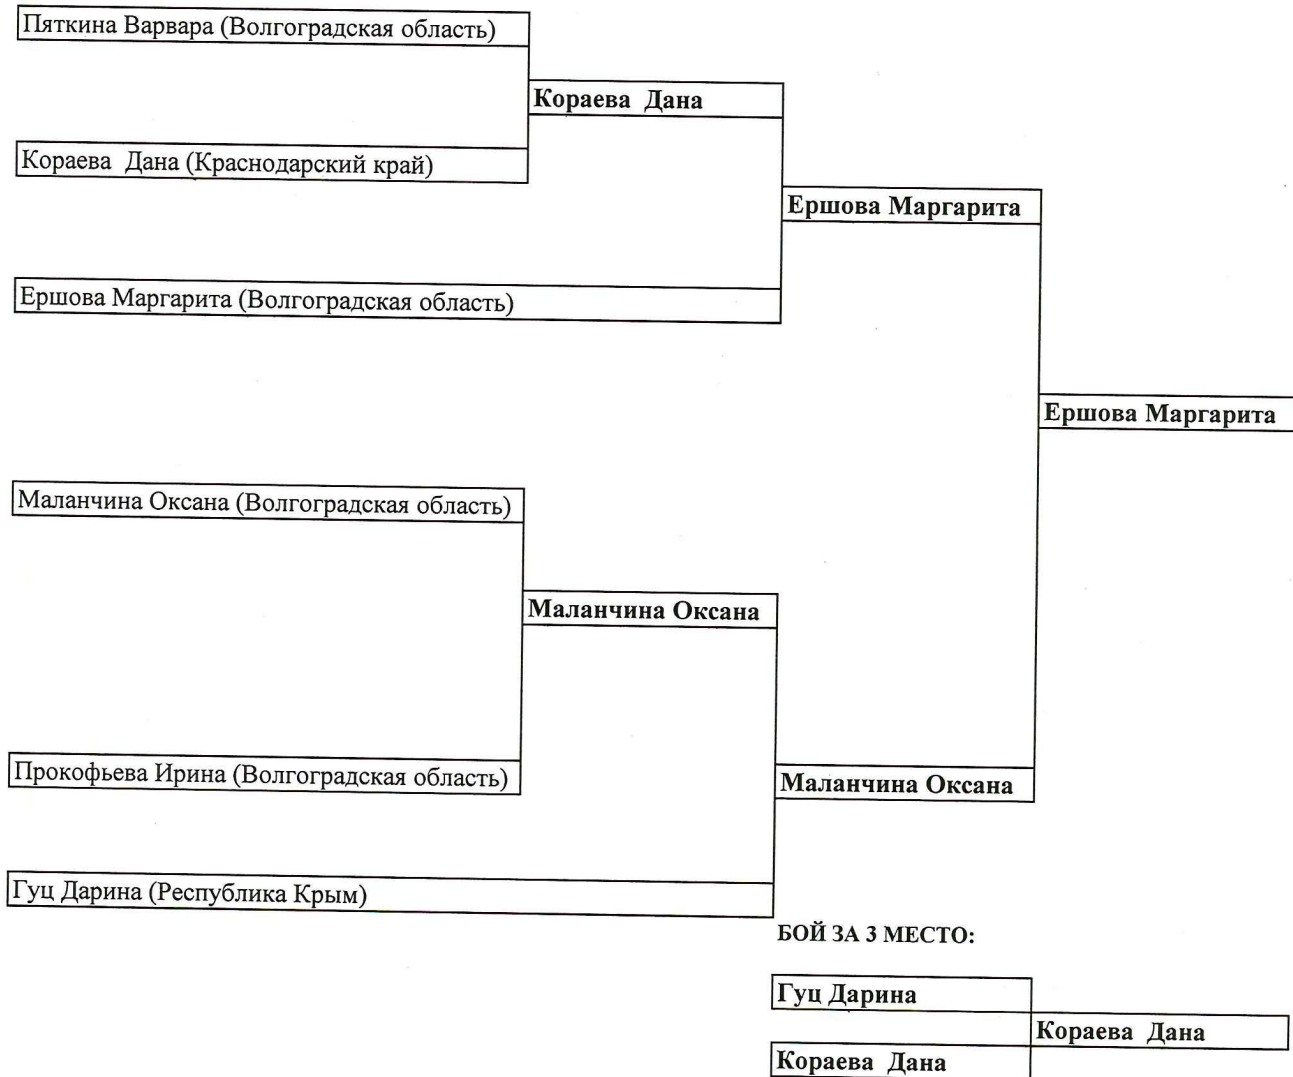 Пяткина Варвара (Волгоградская область)
Кораева Дана
Кораева Дана (Краснодарский край)
Ершова Маргарита
Ершова Маргарита (Волгоградская область)
Ершова Маргарита
Маланчина Оксана (Волгоградская область)
Маланчина Оксана
Прокофьева Ирина (Волгоградская область)
Маланчина Оксана
Гуц Дарина (Республика Крым)
БОЙ ЗА 3 МЕСТО:
Гуц Дарина
Кораева Дана
Кораева Дана